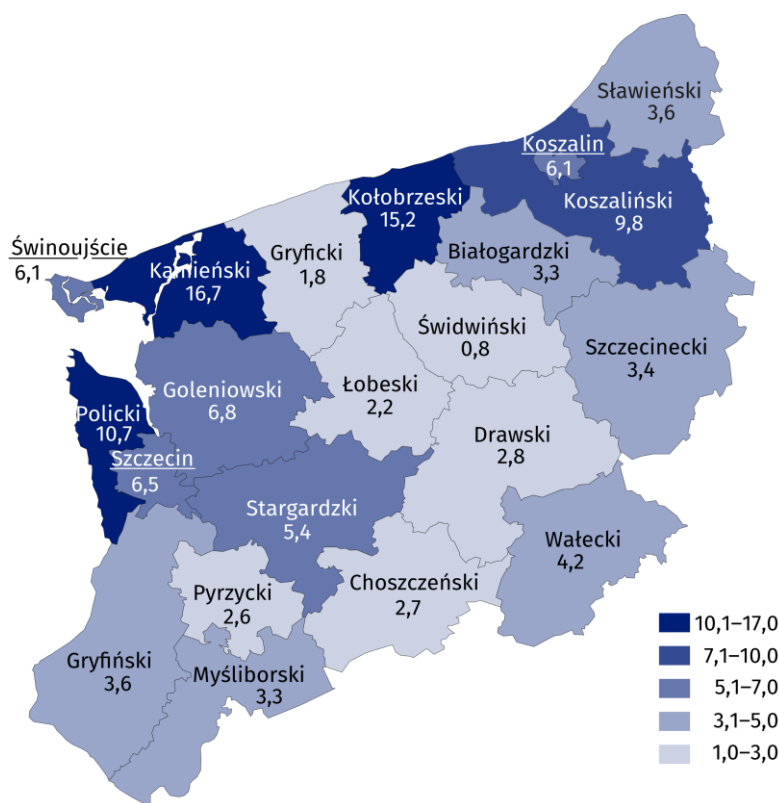 Sławieński
3,6
Koszalin
6,1
Kołobrzeski
15,2
Koszaliński
9,8
Świnoujście
6,1
Kamieński
16,7
Gryficki
1,8
Białogardzki
3,3
Świdwiński
0,8
Szczecinecki
3,4
Goleniowski
6,8
Łobeski
2,2
Policki
10,7
Szczecin
6,5
Drawski
2,8
Stargardzki
5,4
Wałecki
4,2
Pyrzycki
2,6
Choszczeński
2,7
Gryfiński
3,6
Myśliborski
3,3
10,1–17,0
7,1–10,0
5,1–7,0
3,1–5,0
1,0–3,0